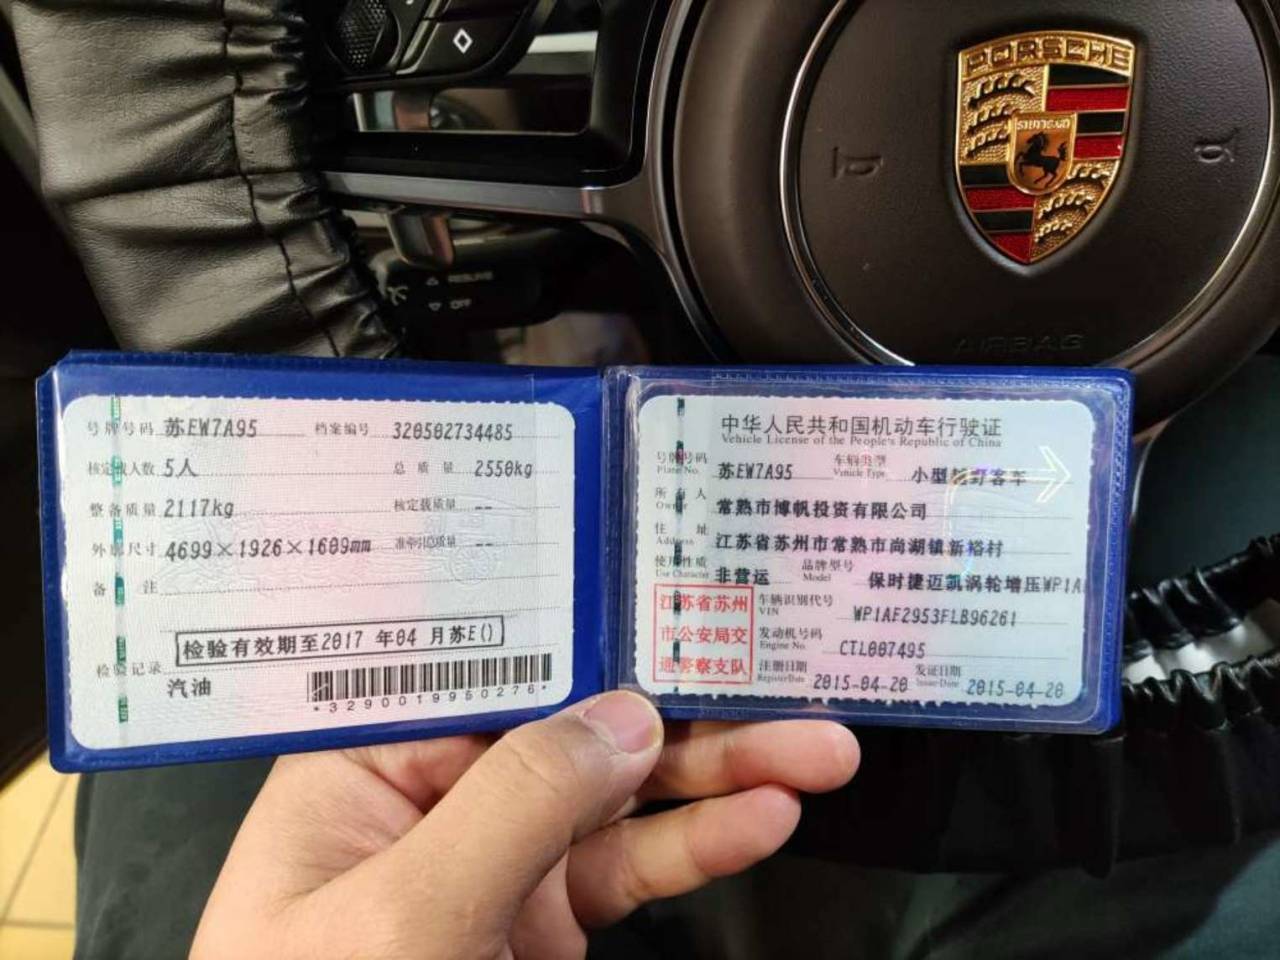 PORSCHE
STUTTGART
AIRBAG
RESUME
OFF
号牌号码 苏EW7A95 档案编号 320502734485
核定载人数 5人 总质量 2550kg
整备质量 2117kg 核定载质量 --
外廓尺寸 4699×1926×1609mm 准牵引总质量 --
备注
检验有效期至2017年04月苏E()
检验记录
汽油
*3290019950276*
中华人民共和国机动车行驶证
Vehicle License of the People's Republic of China
号牌号码 苏EW7A95 车辆类型 小型越野客车
Plate No. Vehicle Type
所有人 常熟市博帆投资有限公司
Owner
住址 江苏省苏州市常熟市尚湖镇新裕村
Address
使用性质 非营运 品牌型号 保时捷迈凯涡轮增压WP1A
Use Character Model
江苏省苏州
市公安局交
通警察支队
车辆识别代号 WP1AF2953FLB96261
VIN
发动机号码 CTL007495
Engine No.
注册日期 2015-04-20 发证日期 2015-04-20
Register Date Issue Date